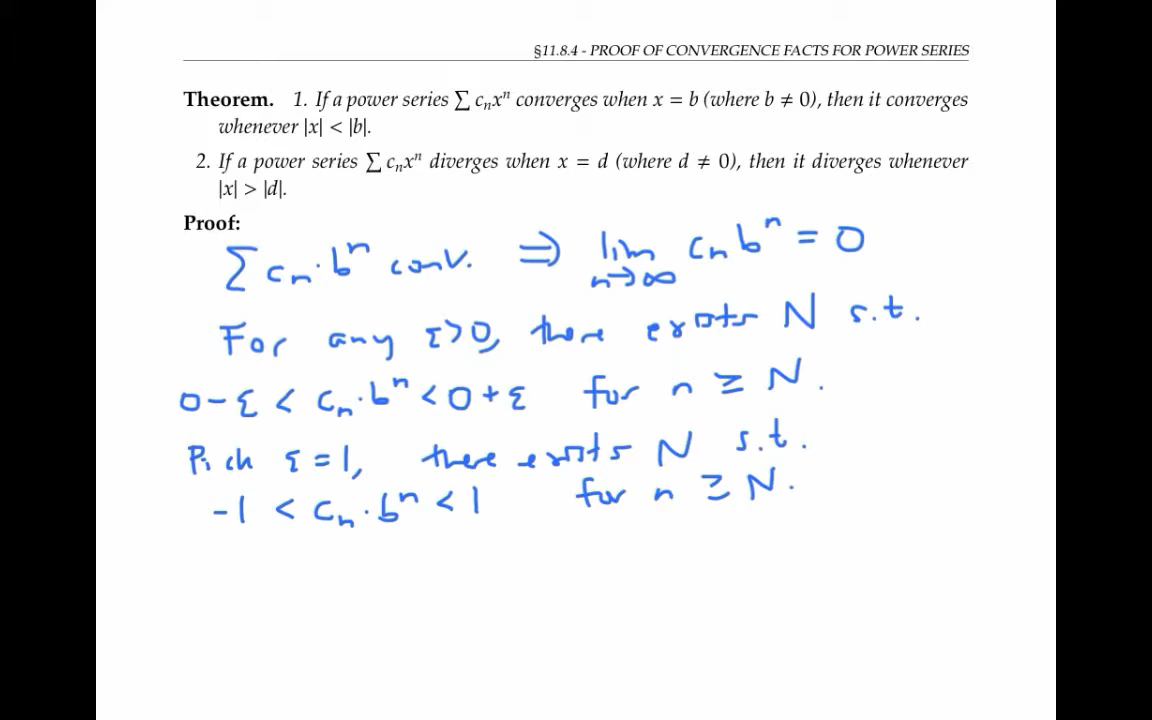 §11.8.4 - PROOF OF CONVERGENCE FACTS FOR POWER SERIES
Theorem. 1. If a power series ∑ cₙxⁿ converges when x = b (where b ≠ 0), then it converges
whenever |x| < |b|.
2. If a power series ∑ cₙxⁿ diverges when x = d (where d ≠ 0), then it diverges whenever
|x| > |d|.
Proof:
∑ cₙ · bⁿ conv. ⇒ lim n→∞ cₙ bⁿ = 0
For any ε>0, there exists N s.t.
0 - ε < cₙ · bⁿ < 0 + ε for n ≥ N.
Pick ε = 1, there exists N s.t.
-1 < cₙ · bⁿ < 1 for n ≥ N.